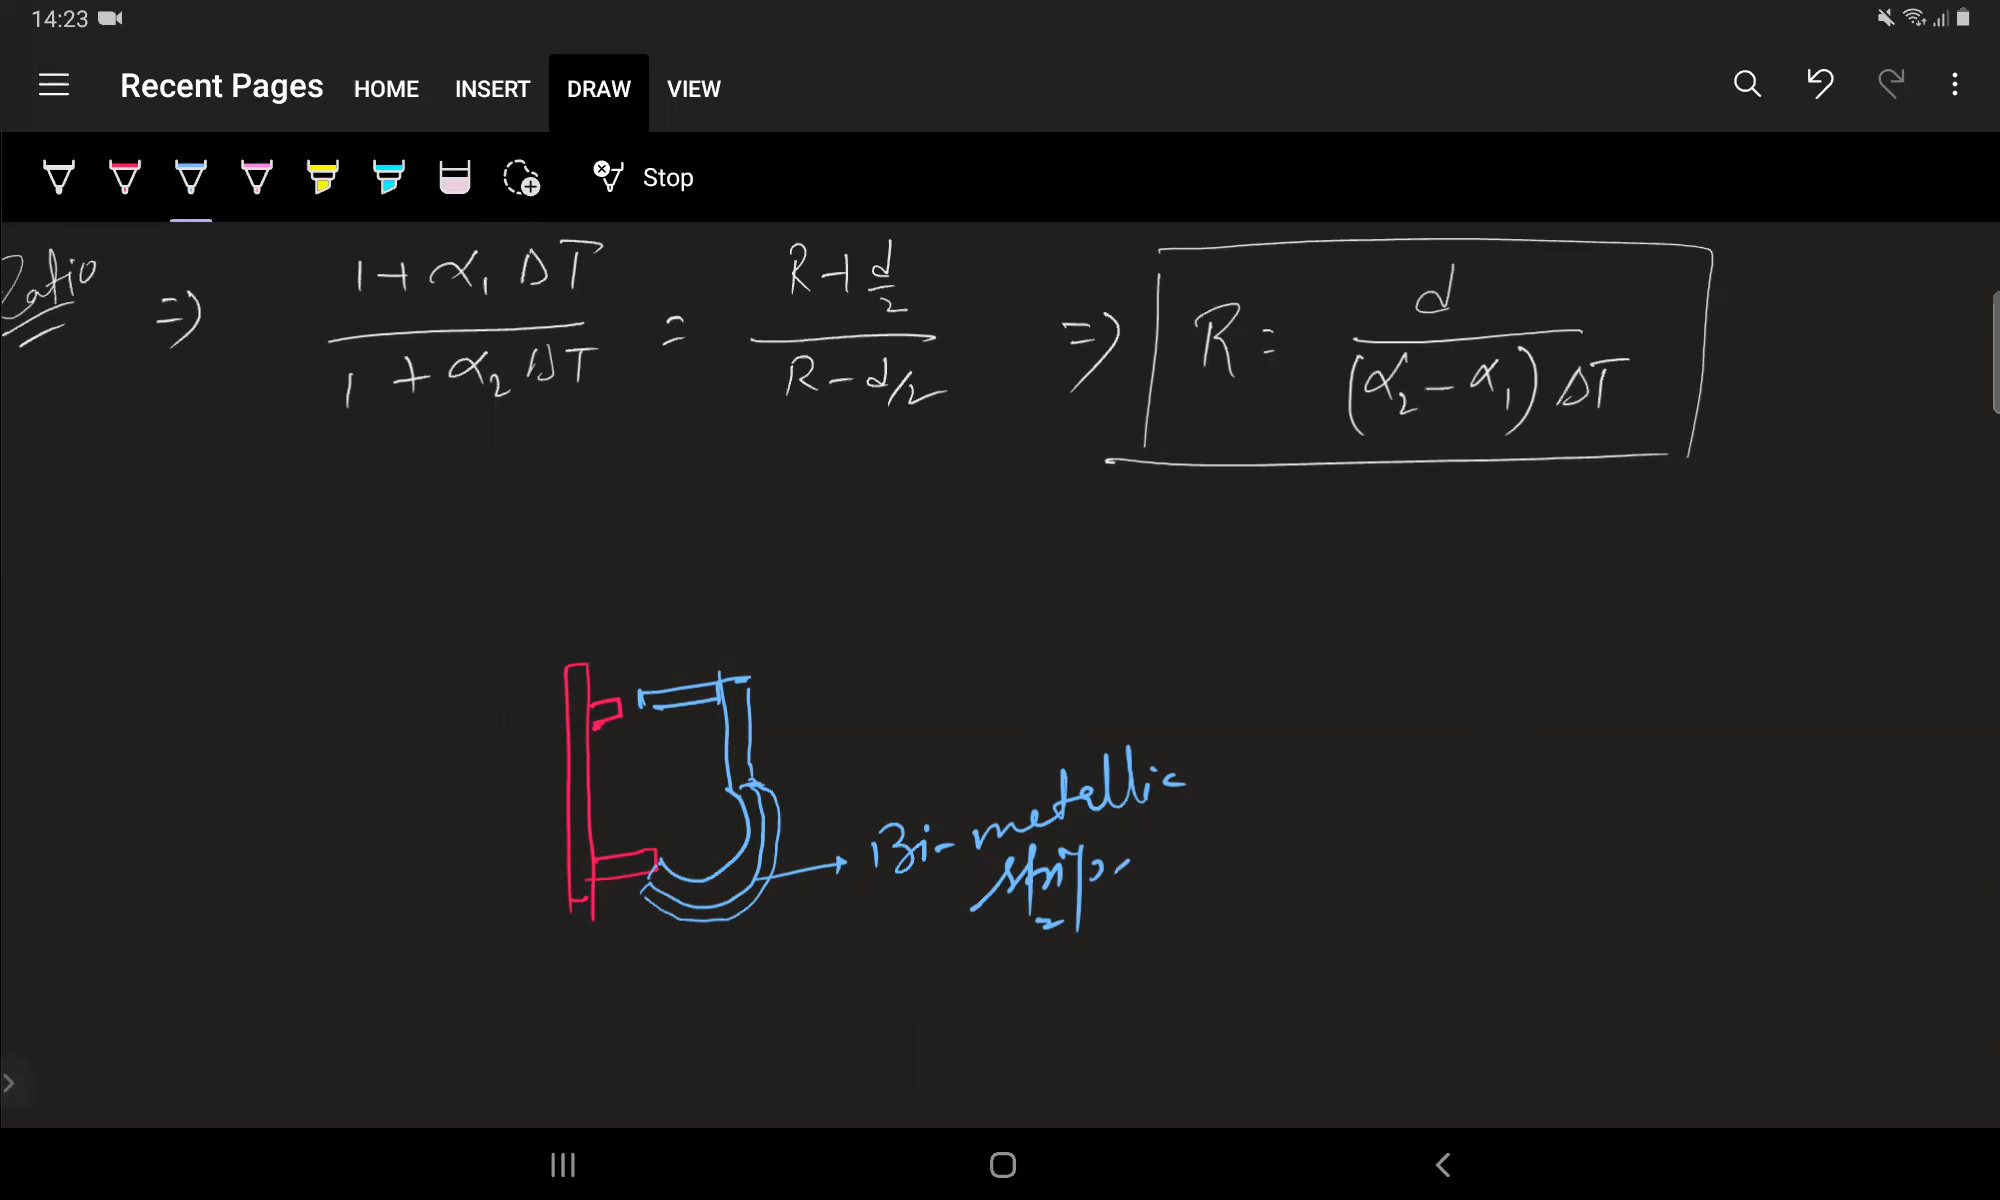 14:23
Recent Pages HOME INSERT DRAW VIEW
Stop
Ratio => (1 + α₁ ΔT) / (1 + α₂ ΔT) = (R + d/2) / (R - d/2) => R = d / ((α₂ - α₁) ΔT)
Bi-metallic
strip.